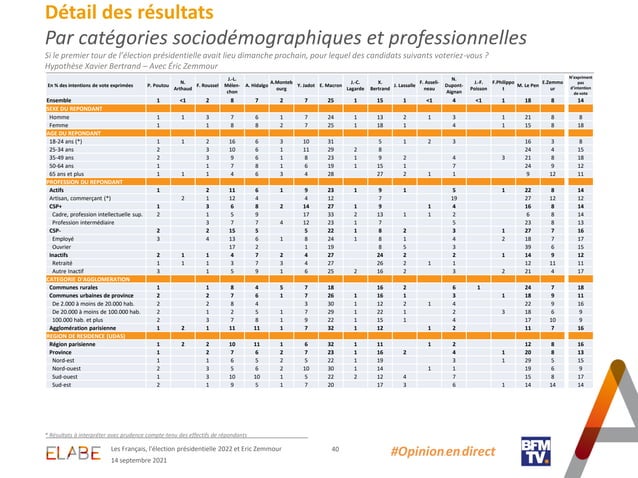 Détail des résultats
Par catégories sociodémographiques et professionnelles
Si le premier tour de l'élection présidentielle avait lieu dimanche prochain, pour lequel des candidats suivants voteriez-vous ?
Hypothèse Xavier Bertrand – Avec Éric Zemmour
En % des intentions de vote exprimées P. Poutou N. Arthaud F. Roussel J.-L. Mélen-chon A. Hidalgo A.Montebourg Y. Jadot E. Macron J.-C. Lagarde X. Bertrand J. Lassalle F. Asseli-neau N. Dupont-Aignan J.-F. Poisson F.Philippot M. Le Pen E.Zemmour N'expriment pas d'intention de vote
Ensemble 1 <1 2 8 7 2 7 25 1 15 1 <1 4 <1 1 18 8 14
SEXE DU REPONDANT
Homme 1 1 3 7 6 1 7 24 1 13 2 1 3 1 21 8 8
Femme 1 1 8 8 2 7 25 1 18 1 4 1 15 8 18
AGE DU REPONDANT
18-24 ans (*) 1 1 2 16 6 3 10 31 5 1 2 3 16 3 8
25-34 ans 2 3 10 6 1 11 29 2 8 24 4 15
35-49 ans 2 3 9 6 1 8 23 1 9 2 4 3 21 8 18
50-64 ans 1 1 7 8 1 6 19 1 15 1 7 24 9 12
65 ans et plus 1 1 1 4 6 3 4 28 27 2 1 1 9 12 11
PROFESSION DU REPONDANT
Actifs 1 2 11 6 1 9 23 1 9 1 5 1 22 8 14
Artisan, commerçant (*) 2 1 12 4 4 12 7 19 27 12 12
CSP+ 1 3 6 8 2 14 27 1 9 1 4 16 8 14
Cadre, profession intellectuelle sup. 2 1 5 9 17 33 2 13 1 1 2 6 8 14
Profession intermédiaire 3 7 7 4 12 23 1 7 5 23 8 13
CSP- 2 2 15 5 5 22 1 8 2 3 1 27 7 16
Employé 3 4 13 6 1 8 24 1 8 1 4 2 18 7 17
Ouvrier 17 2 1 19 8 5 3 39 6 15
Inactifs 2 1 1 4 7 2 4 27 24 2 2 1 14 9 12
Retraité 1 1 1 3 7 3 4 27 26 2 1 1 12 11 11
Autre Inactif 3 1 5 9 1 6 25 2 16 2 3 2 21 4 17
CATEGORIE D'AGGLOMERATION
Communes rurales 1 1 8 4 5 7 18 16 2 6 1 24 7 18
Communes urbaines de province 2 2 7 6 1 7 26 1 16 1 3 1 18 9 11
De 2.000 à moins de 20.000 hab. 2 2 8 4 3 30 1 12 2 1 4 22 9 16
De 20.000 à moins de 100.000 hab. 2 1 2 5 1 7 29 1 22 1 2 3 18 6 9
100.000 hab. et plus 2 3 7 8 1 9 22 1 15 1 4 17 10 9
Agglomération parisienne 1 2 1 11 11 1 7 32 1 12 1 2 11 7 16
REGION DE RESIDENCE (UDA5)
Région parisienne 1 2 2 10 11 1 6 32 1 11 1 2 12 8 16
Province 1 2 7 6 2 7 23 1 16 2 4 1 20 8 13
Nord-est 1 1 6 5 2 5 22 1 19 3 1 29 5 15
Nord-ouest 2 3 5 6 2 10 30 1 14 1 1 19 6 9
Sud-ouest 1 3 10 10 1 5 22 2 12 4 7 15 8 17
Sud-est 2 1 9 5 1 7 20 17 3 6 1 14 14 14
* Résultats à interpréter avec prudence compte-tenu des effectifs de répondants
ELABE
Les Français, l'élection présidentielle 2022 et Eric Zemmour
14 septembre 2021
40
#Opinion en direct
BFM TV.